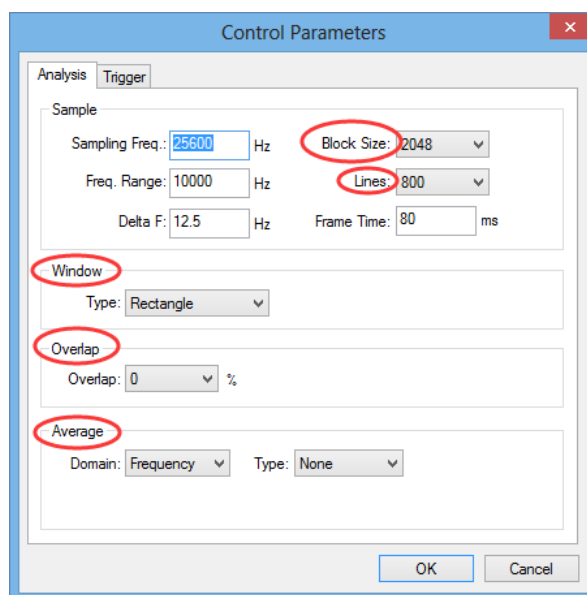 Control Parameters
Analysis Trigger
Sample
Sampling Freq.: 25600 Hz Block Size: 2048
Freq. Range: 10000 Hz Lines: 800
Delta F: 12.5 Hz Frame Time: 80 ms
Window
Type: Rectangle
Overlap
Overlap: 0 %
Average
Domain: Frequency Type: None
OK Cancel